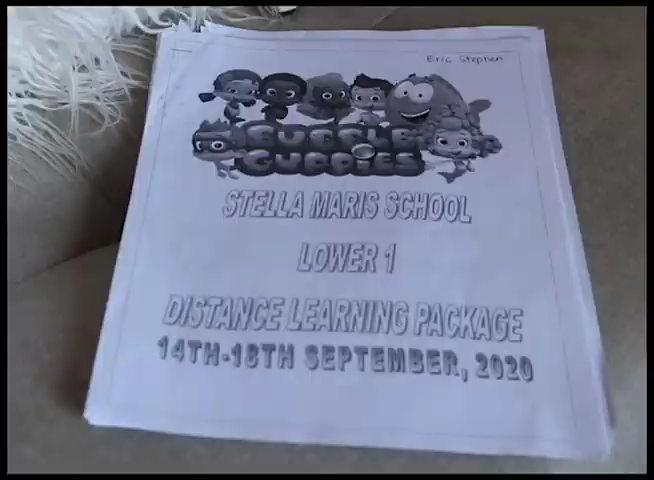 Eric Stephen
BUBBLE
GUPPIES
STELLA MARIS SCHOOL
LOWER 1
DISTANCE LEARNING PACKAGE
14TH-18TH SEPTEMBER, 2020